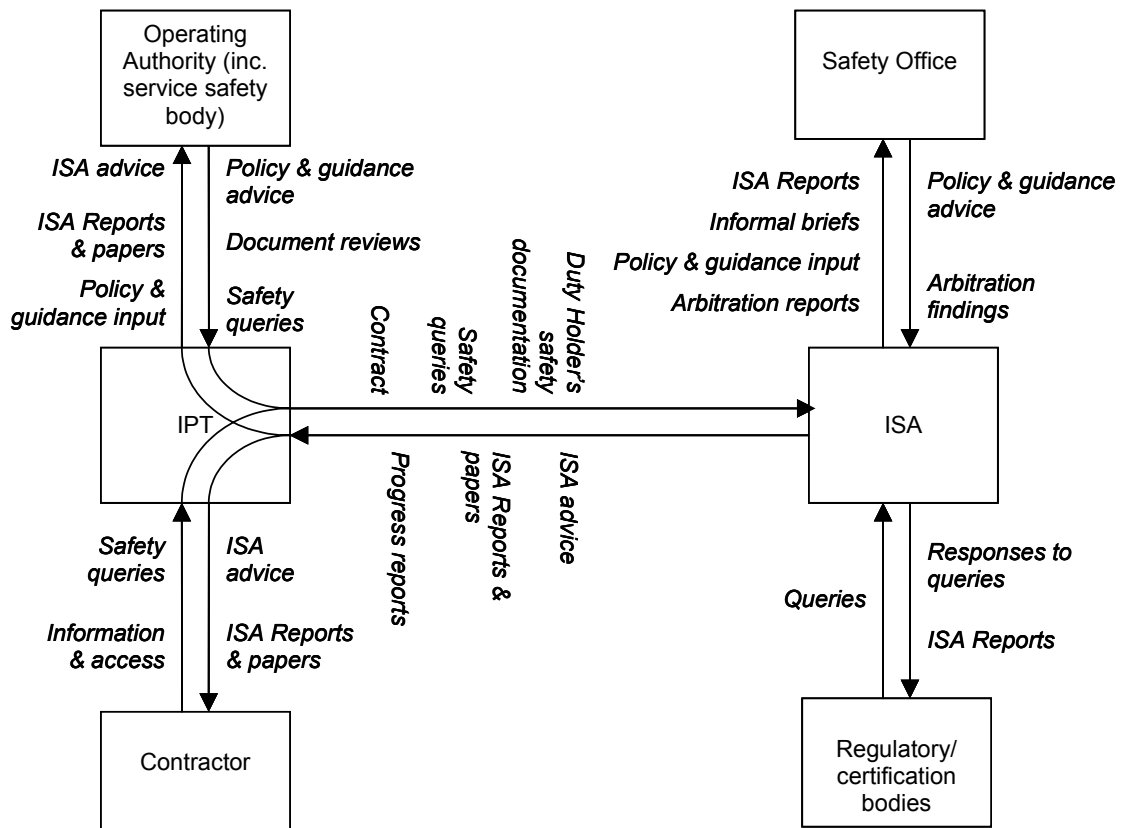 Operating
Authority (inc.
service safety
body)
Safety Office
ISA advice
ISA Reports
& papers
Policy &
guidance input
Policy & guidance
advice
Document reviews
Safety
queries
ISA Reports
Informal briefs
Policy & guidance input
Arbitration reports
Policy & guidance
advice
Arbitration
findings
Contract
Safety
queries
Duty Holder's
safety
documentation
IPT
ISA
Progress reports
ISA Reports &
papers
ISA advice
Safety
queries
Information
& access
ISA
advice
ISA Reports
& papers
Queries
Responses to
queries
ISA Reports
Contractor
Regulatory/
certification
bodies